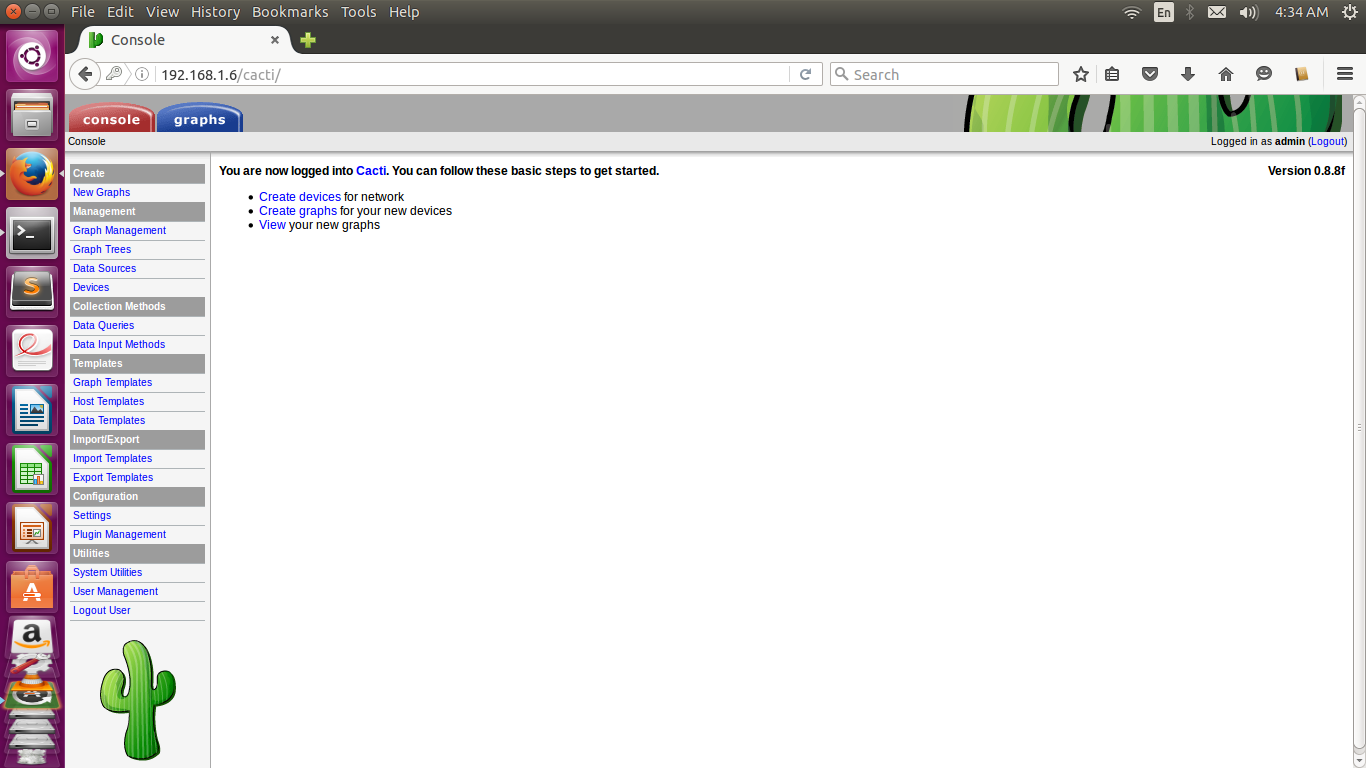 File Edit View History Bookmarks Tools Help
En
4:34 AM
Console
192.168.1.6/cacti/
Search
console
graphs
Console
Logged in as admin (Logout)
Create
New Graphs
Management
Graph Management
Graph Trees
Data Sources
Devices
Collection Methods
Data Queries
Data Input Methods
Templates
Graph Templates
Host Templates
Data Templates
Import/Export
Import Templates
Export Templates
Configuration
Settings
Plugin Management
Utilities
System Utilities
User Management
Logout User
You are now logged into Cacti. You can follow these basic steps to get started.
Version 0.8.8f
Create devices for network
Create graphs for your new devices
View your new graphs